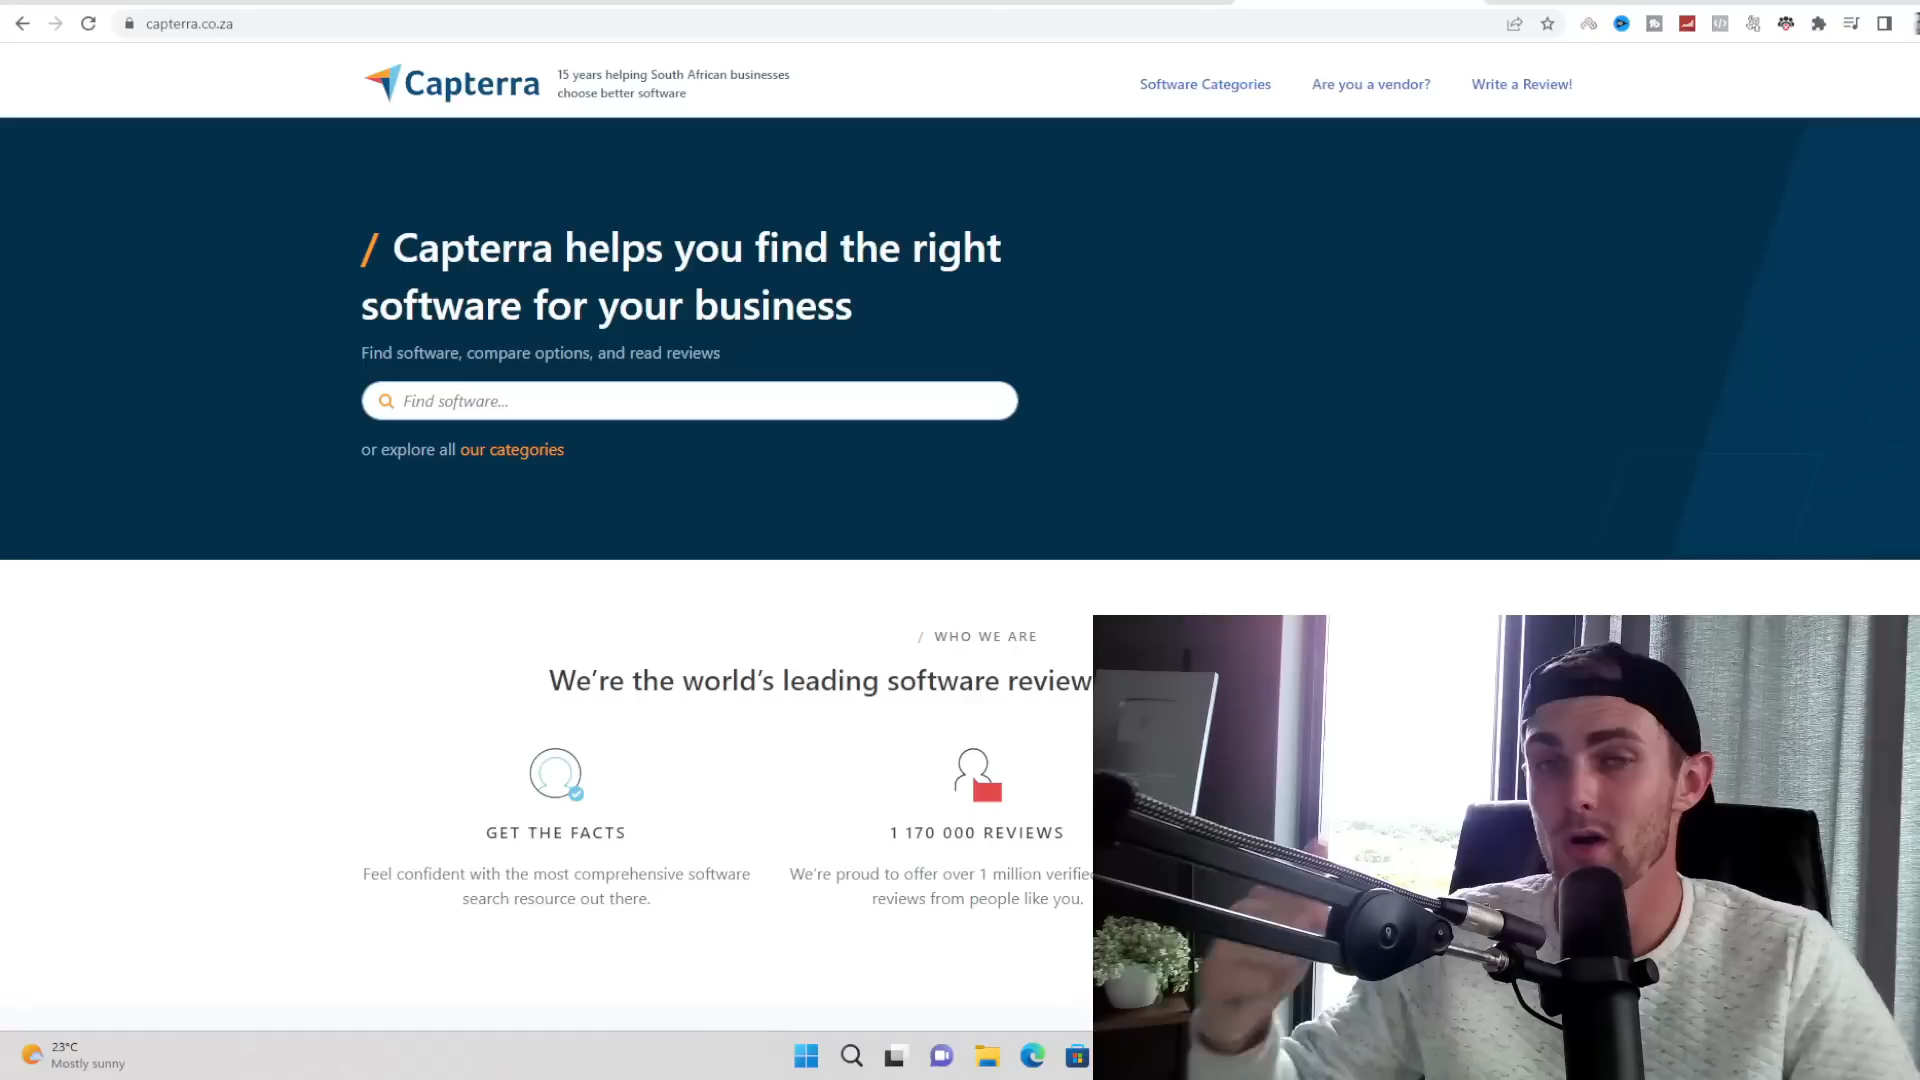 capterra.co.za
Capterra
15 years helping South African businesses
choose better software
Software Categories
Are you a vendor?
Write a Review!
/ Capterra helps you find the right
software for your business
Find software, compare options, and read reviews
Find software...
or explore all our categories
/ WHO WE ARE
We're the world's leading software review
GET THE FACTS
Feel confident with the most comprehensive software
search resource out there.
1 170 000 REVIEWS
We're proud to offer over 1 million verifie
reviews from people like you.
23°C
Mostly sunny